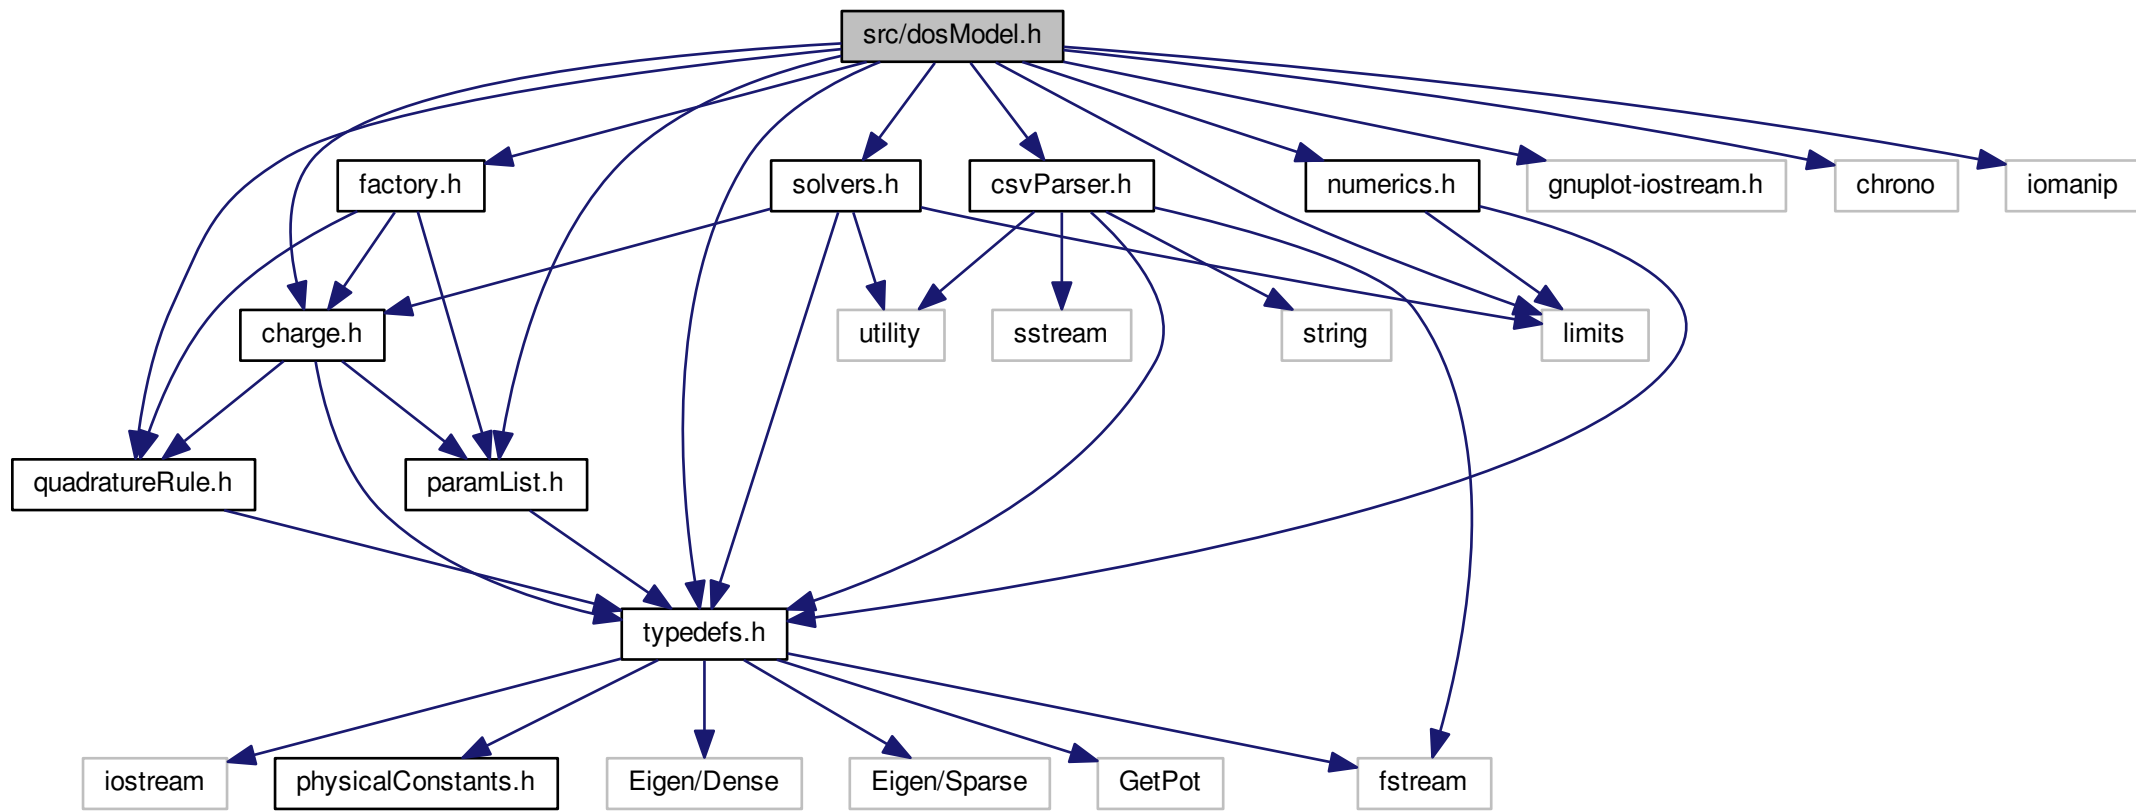 src/dosModel.h
factory.h
solvers.h
csvParser.h
numerics.h
gnuplot-iostream.h
chrono
iomanip
charge.h
utility
sstream
string
limits
quadratureRule.h
paramList.h
typedefs.h
iostream
physicalConstants.h
Eigen/Dense
Eigen/Sparse
GetPot
fstream